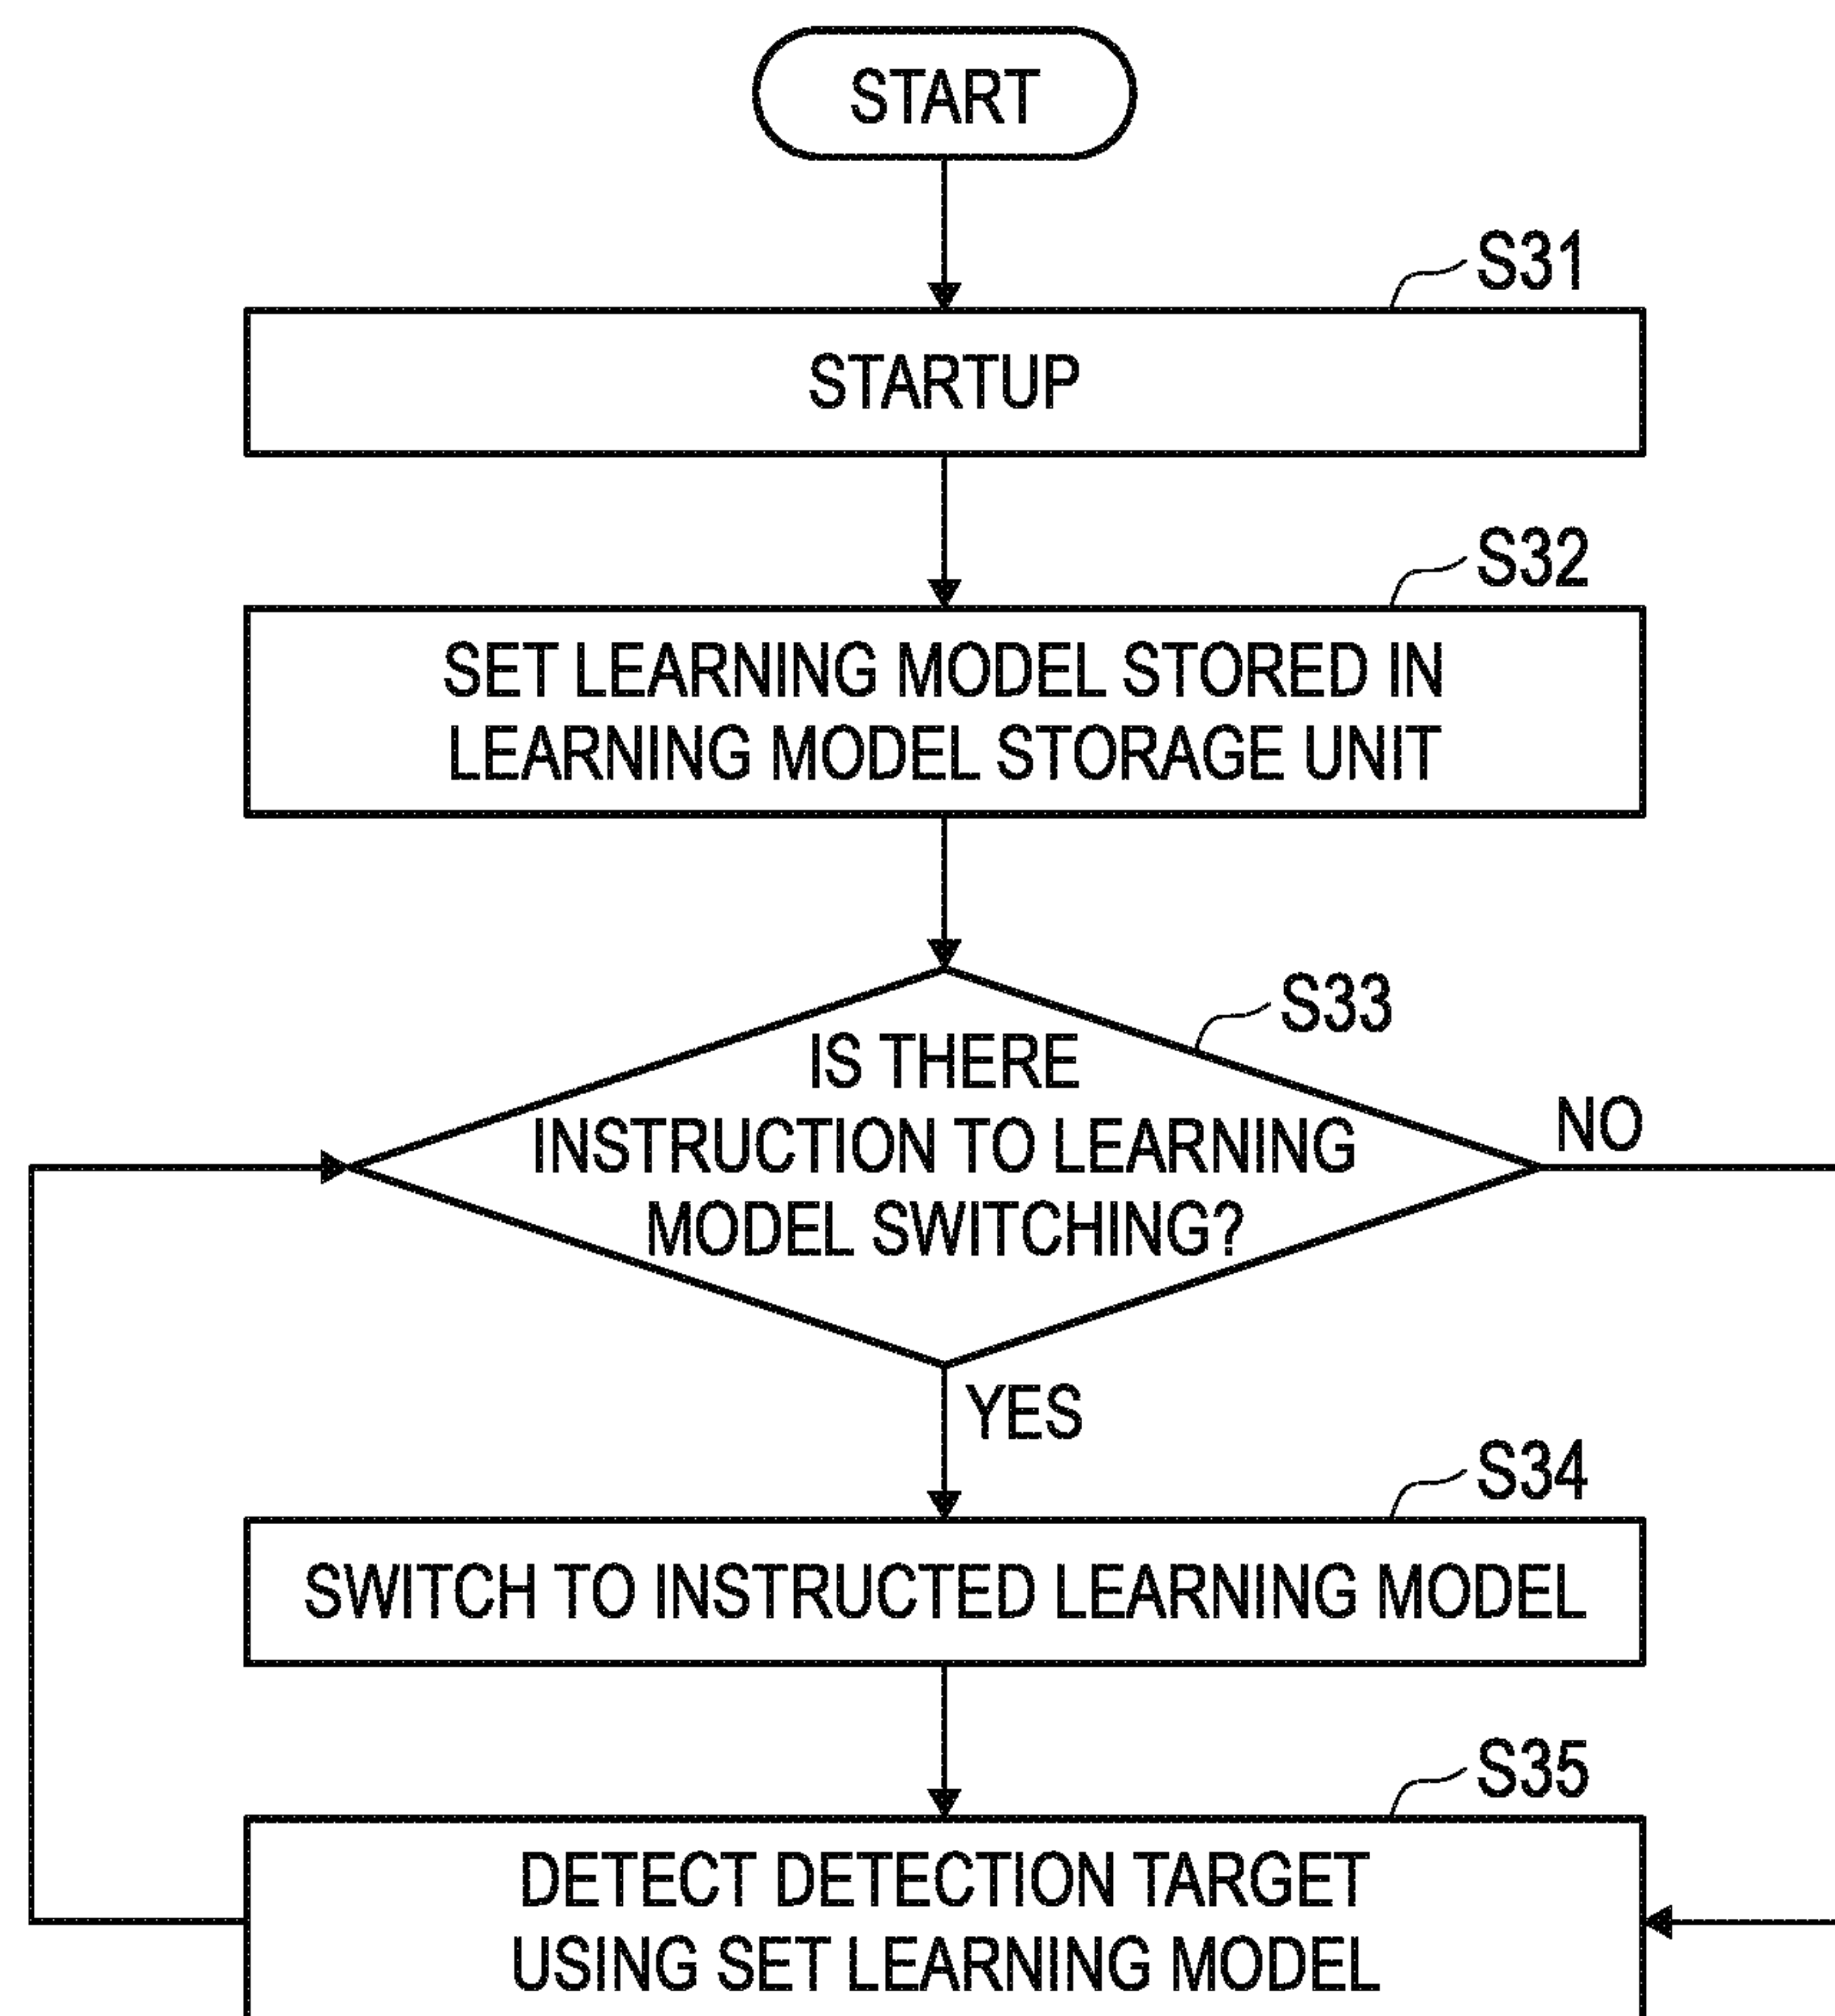 START
S31
STARTUP
S32
SET LEARNING MODEL STORED IN
LEARNING MODEL STORAGE UNIT
S33
IS THERE
INSTRUCTION TO LEARNING
MODEL SWITCHING?
NO
YES
S34
SWITCH TO INSTRUCTED LEARNING MODEL
S35
DETECT DETECTION TARGET
USING SET LEARNING MODEL